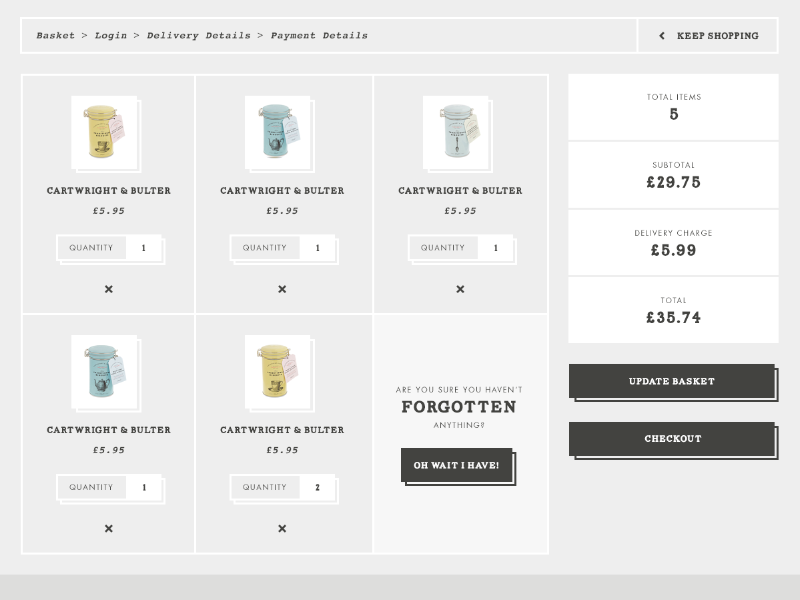 Basket > Login > Delivery Details > Payment Details
KEEP SHOPPING
CARTWRIGHT & BULTER
£5.95
QUANTITY 1
×
CARTWRIGHT & BULTER
£5.95
QUANTITY 1
×
CARTWRIGHT & BULTER
£5.95
QUANTITY 1
×
CARTWRIGHT & BULTER
£5.95
QUANTITY 1
×
CARTWRIGHT & BULTER
£5.95
QUANTITY 2
×
ARE YOU SURE YOU HAVEN'T
FORGOTTEN
ANYTHING?
OH WAIT I HAVE!
TOTAL ITEMS
5
SUBTOTAL
£29.75
DELIVERY CHARGE
£5.99
TOTAL
£35.74
UPDATE BASKET
CHECKOUT